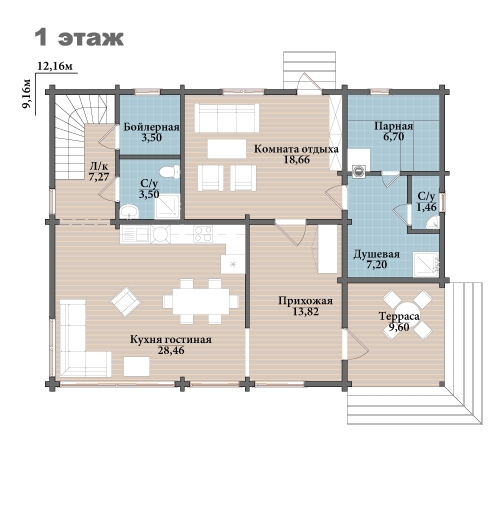 1 этаж
12,16м
9,16м
Бойлерная
3,50
Комната отдыха
18,66
Парная
6,70
Л/к
7,27
С/у
3,50
С/у
1,46
Душевая
7,20
Прихожая
13,82
Терраса
9,60
Кухня гостиная
28,46